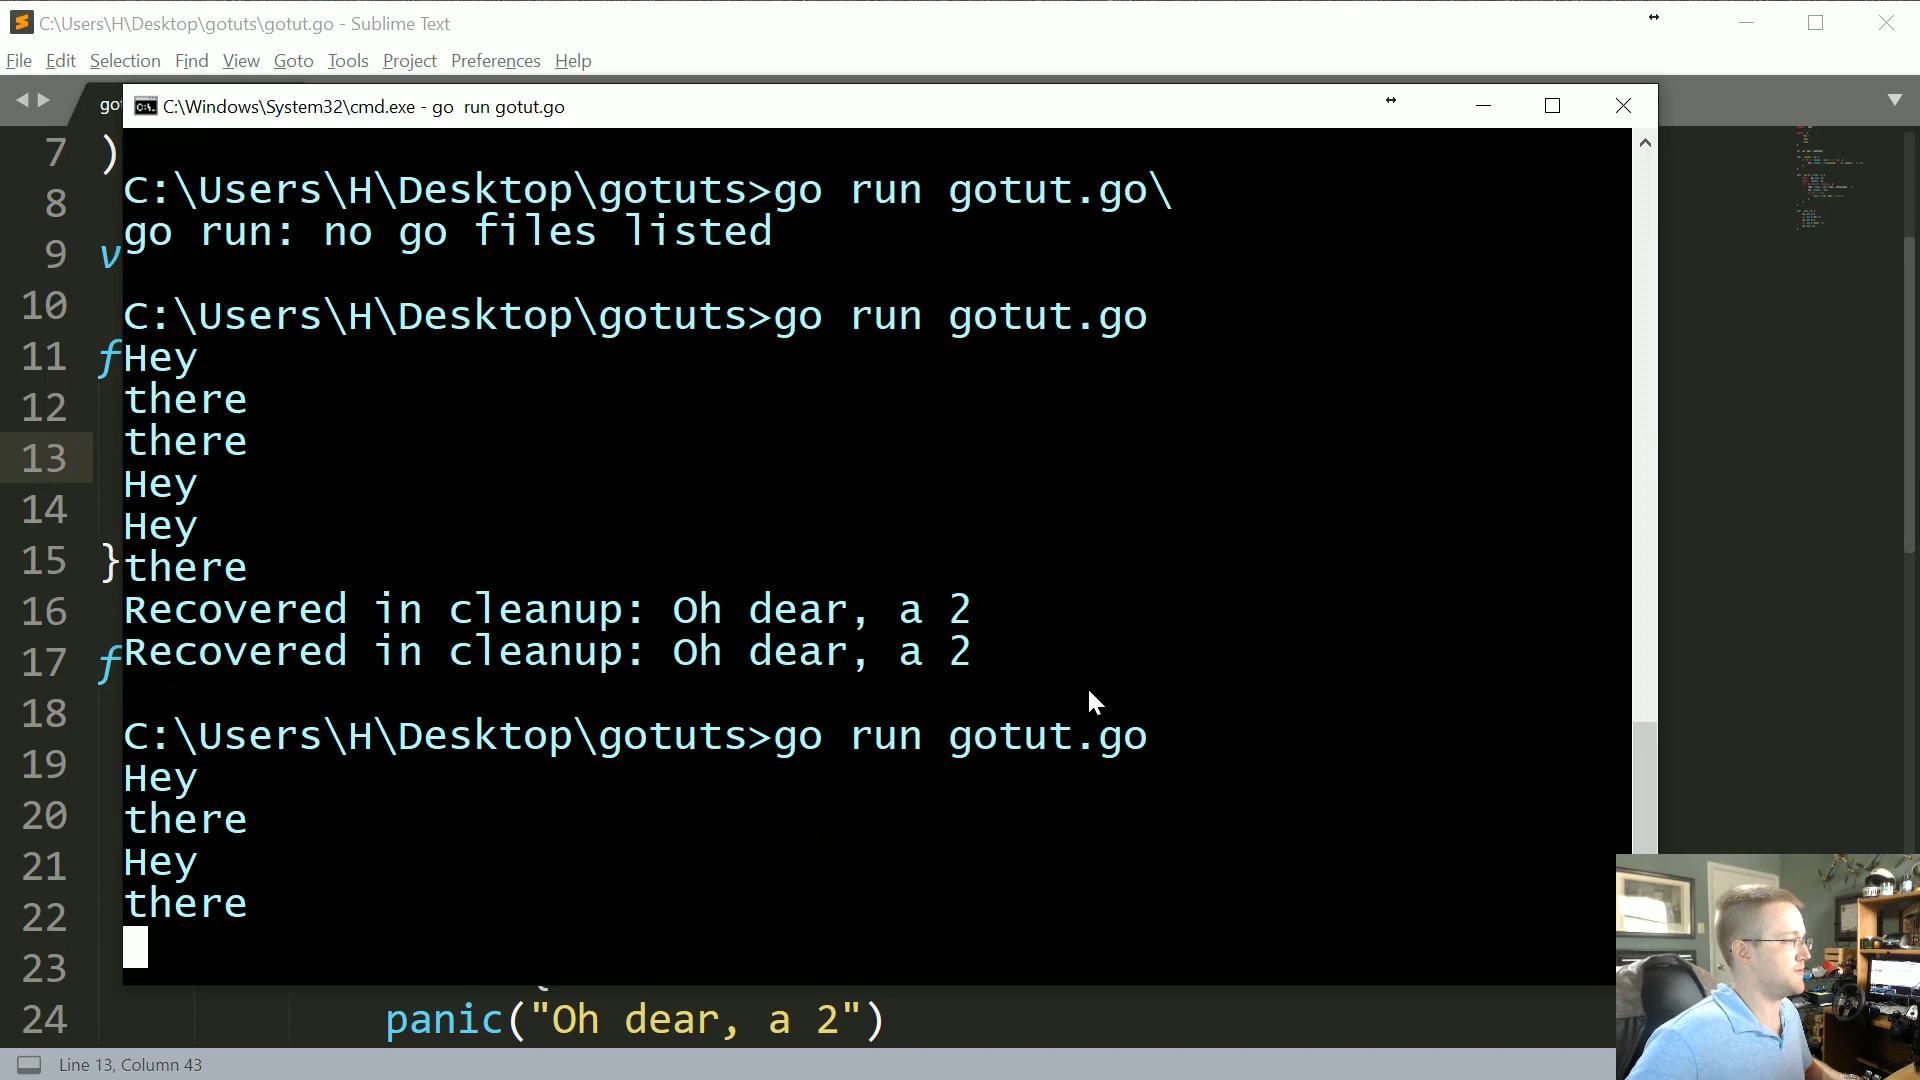 C:\Users\H\Desktop\gotuts\gotut.go - Sublime Text
File Edit Selection Find View Goto Tools Project Preferences Help
go
C:\Windows\System32\cmd.exe - go run gotut.go
7 )
8
9 v
10
11 f
12
13
14
15 }
16
17 f
18
19
20
21
22
23
24
C:\Users\H\Desktop\gotuts>go run gotut.go\
go run: no go files listed
C:\Users\H\Desktop\gotuts>go run gotut.go
Hey
there
there
Hey
Hey
there
Recovered in cleanup: Oh dear, a 2
Recovered in cleanup: Oh dear, a 2
C:\Users\H\Desktop\gotuts>go run gotut.go
Hey
there
Hey
there
panic("Oh dear, a 2")
Line 13, Column 43